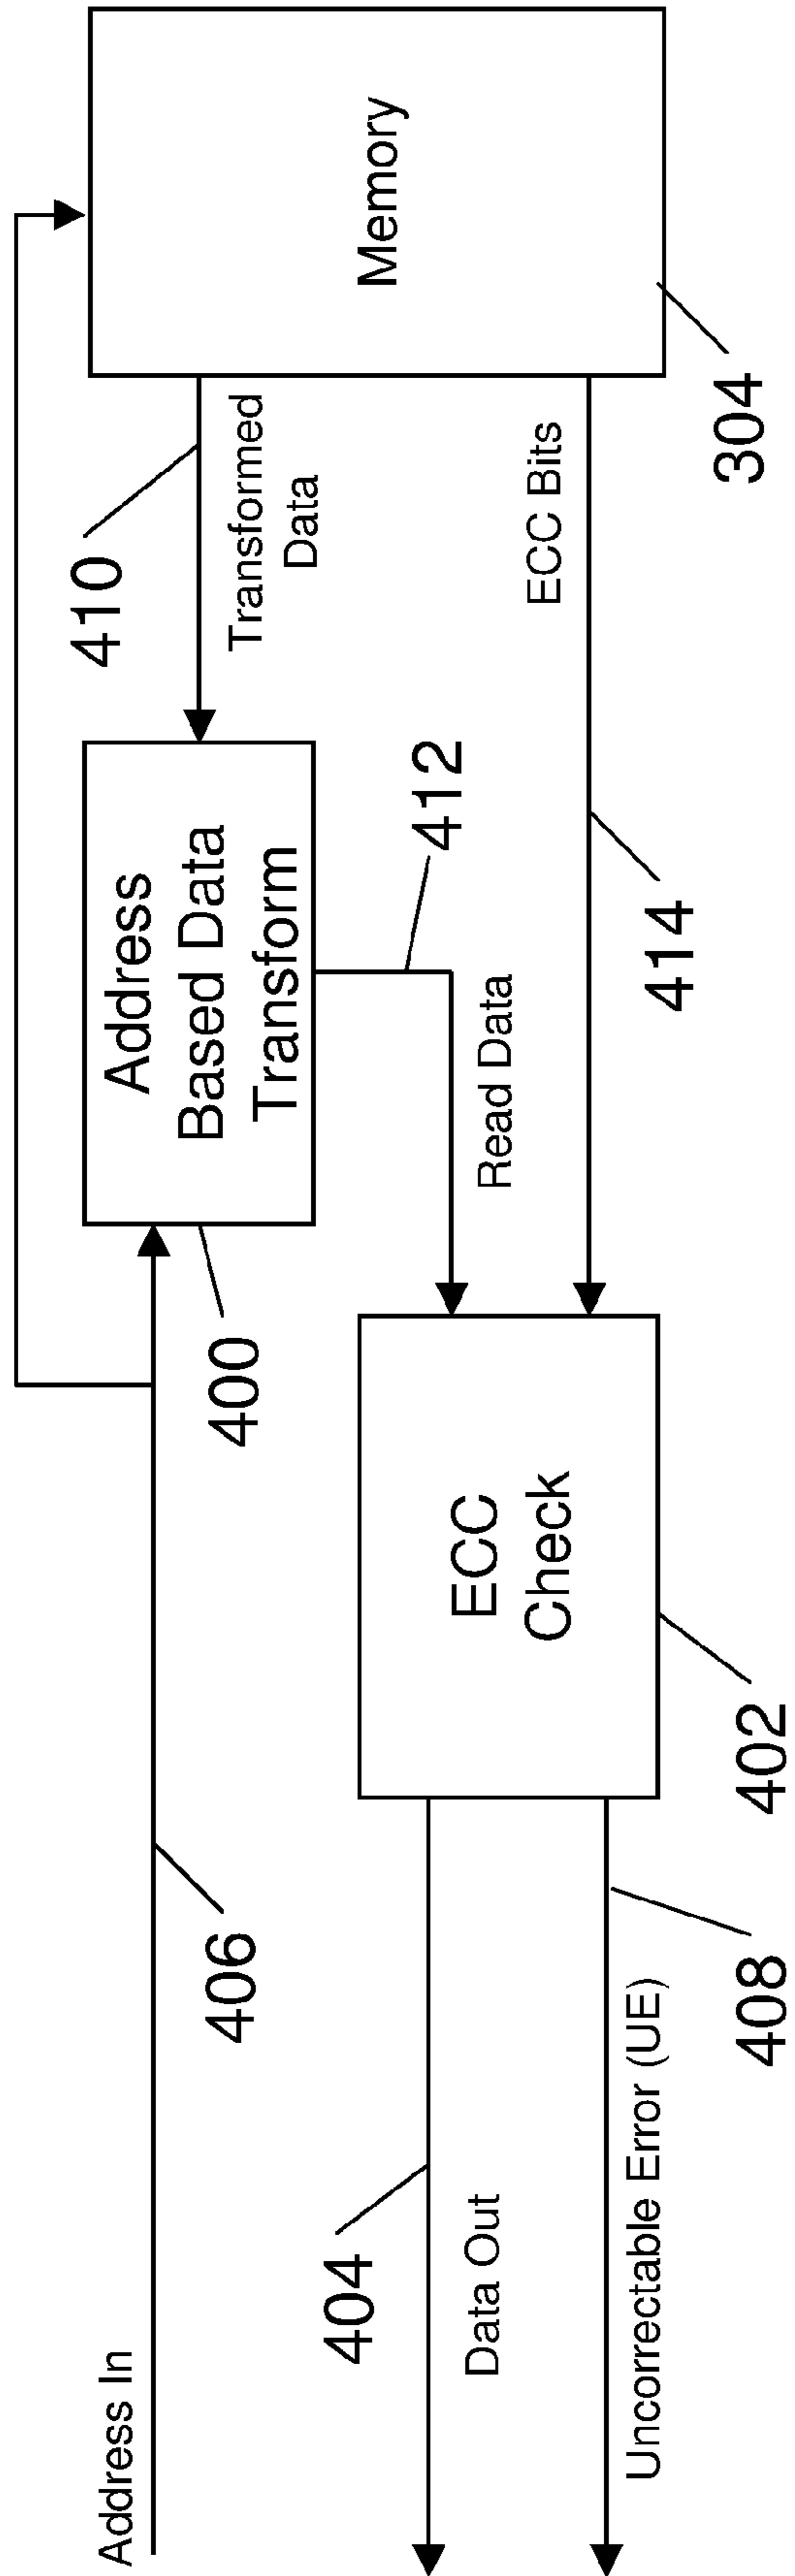 Address In
406
400
Address
Based Data
Transform
410
Transformed
Data
Memory
304
412
Read Data
ECC Bits
414
ECC
Check
402
404
Data Out
Uncorrectable Error (UE)
408